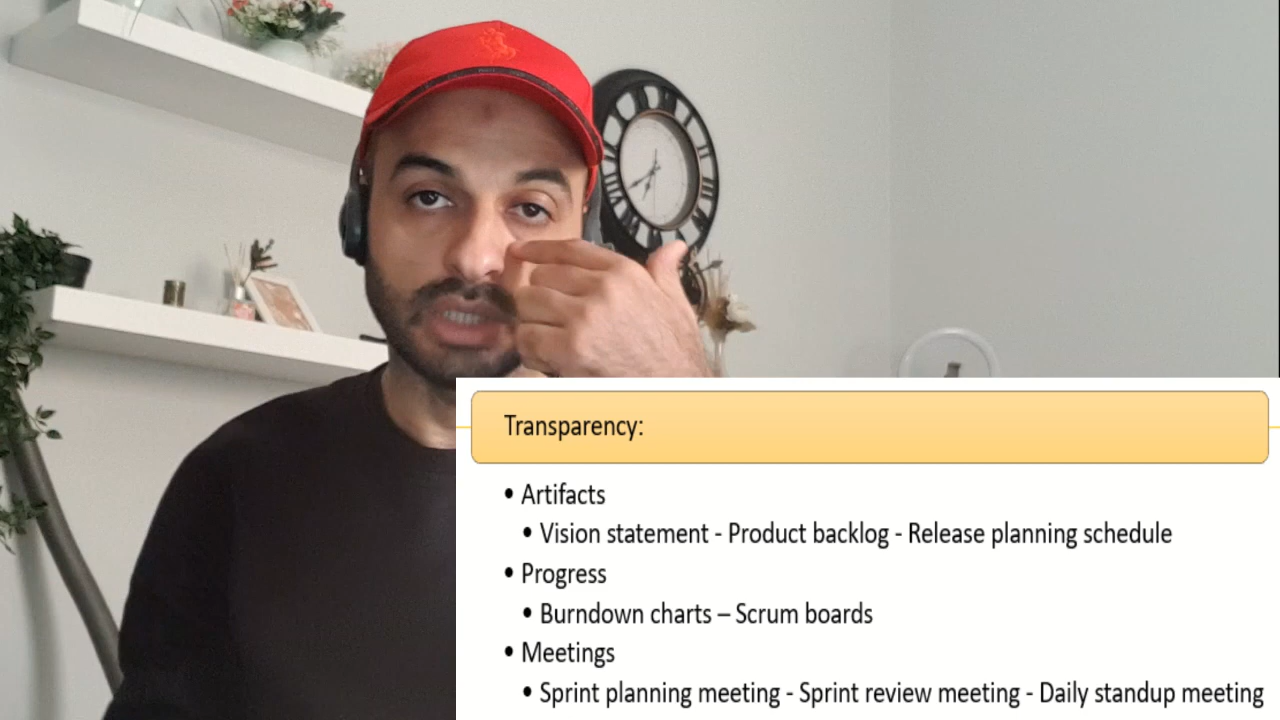 Transparency:
• Artifacts
• Vision statement - Product backlog - Release planning schedule
• Progress
• Burndown charts – Scrum boards
• Meetings
• Sprint planning meeting - Sprint review meeting - Daily standup meeting